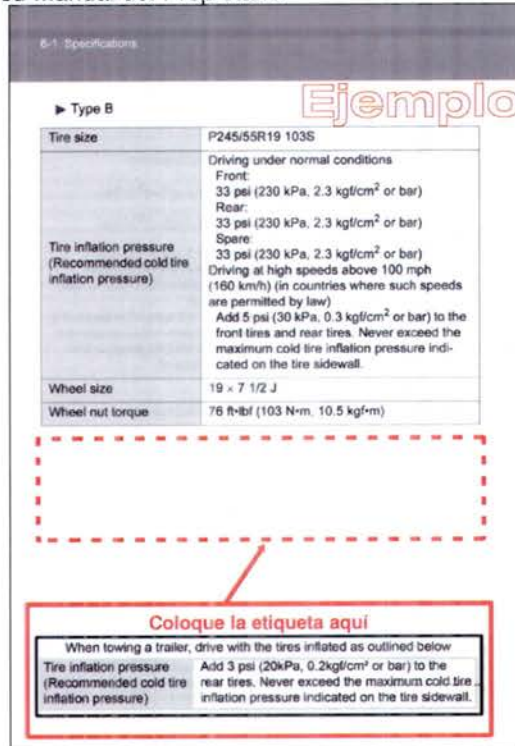 6-1. Specifications
Ejemplo
▶ Type B
Tire size P245/55R19 103S
Tire inflation pressure
(Recommended cold tire
inflation pressure)
Driving under normal conditions
Front:
33 psi (230 kPa, 2.3 kgf/cm² or bar)
Rear:
33 psi (230 kPa, 2.3 kgf/cm² or bar)
Spare:
33 psi (230 kPa, 2.3 kgf/cm² or bar)
Driving at high speeds above 100 mph
(160 km/h) (in countries where such speeds
are permitted by law)
Add 5 psi (30 kPa, 0.3 kgf/cm² or bar) to the
front tires and rear tires. Never exceed the
maximum cold tire inflation pressure indi-
cated on the tire sidewall.
Wheel size 19 × 7 1/2 J
Wheel nut torque 76 ft•lbf (103 N•m, 10.5 kgf•m)
Coloque la etiqueta aquí
When towing a trailer, drive with the tires inflated as outlined below
Tire inflation pressure
(Recommended cold tire
inflation pressure)
Add 3 psi (20kPa, 0.2kgf/cm² or bar) to the
rear tires. Never exceed the maximum cold tire
inflation pressure indicated on the tire sidewall.